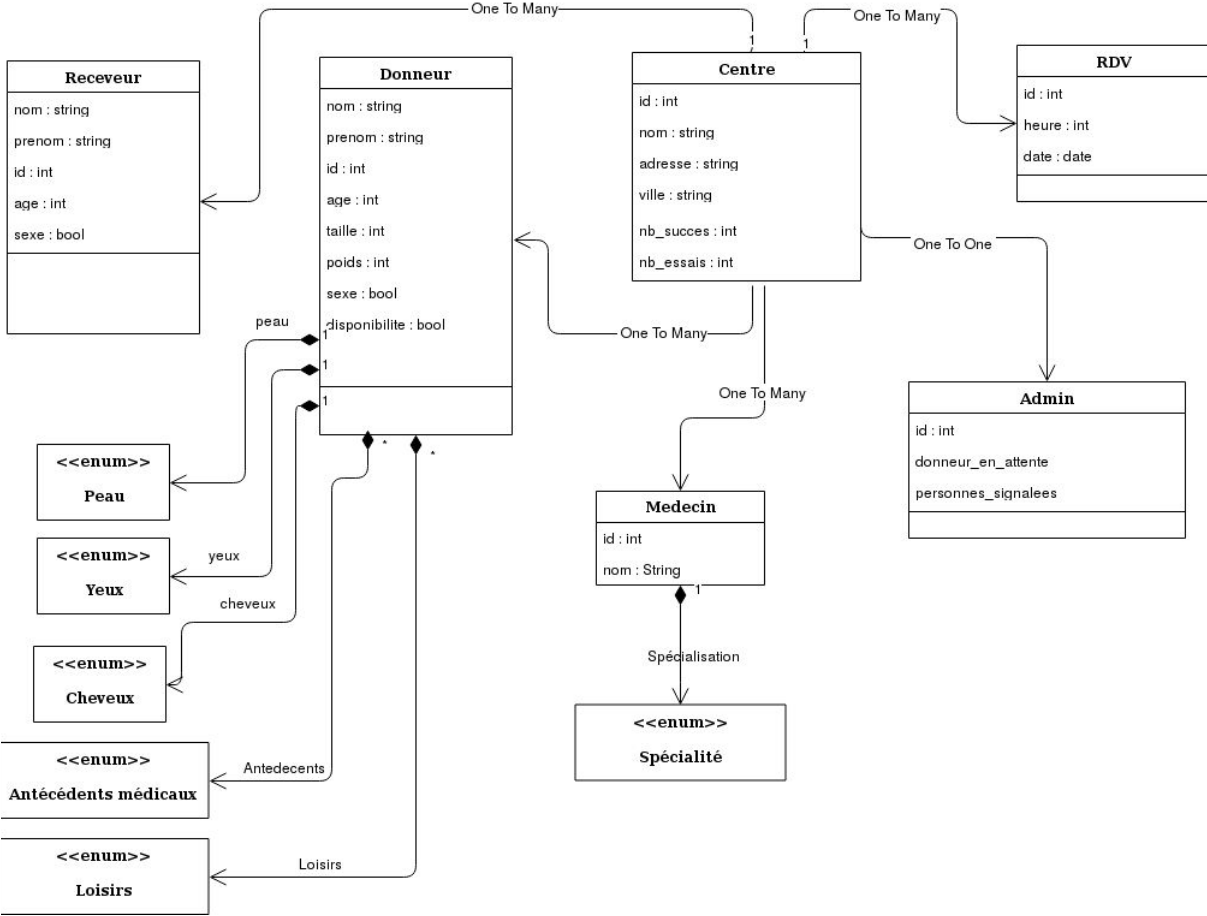 One To Many
One To Many
1
1
Receveur
nom : string
prenom : string
id : int
age : int
sexe : bool
Donneur
nom : string
prenom : string
id : int
age : int
taille : int
poids : int
sexe : bool
disponibilite : bool
Centre
id : int
nom : string
adresse : string
ville : string
nb_succes : int
nb_essais : int
RDV
id : int
heure : int
date : date
One To One
One To Many
One To Many
Admin
id : int
donneur_en_attente
personnes_signalees
Medecin
id : int
nom : String
1
Spécialisation
<<enum>>
Spécialité
peau
1
1
1
*
*
<<enum>>
Peau
yeux
<<enum>>
Yeux
cheveux
<<enum>>
Cheveux
Antedecents
<<enum>>
Antécédents médicaux
Loisirs
<<enum>>
Loisirs